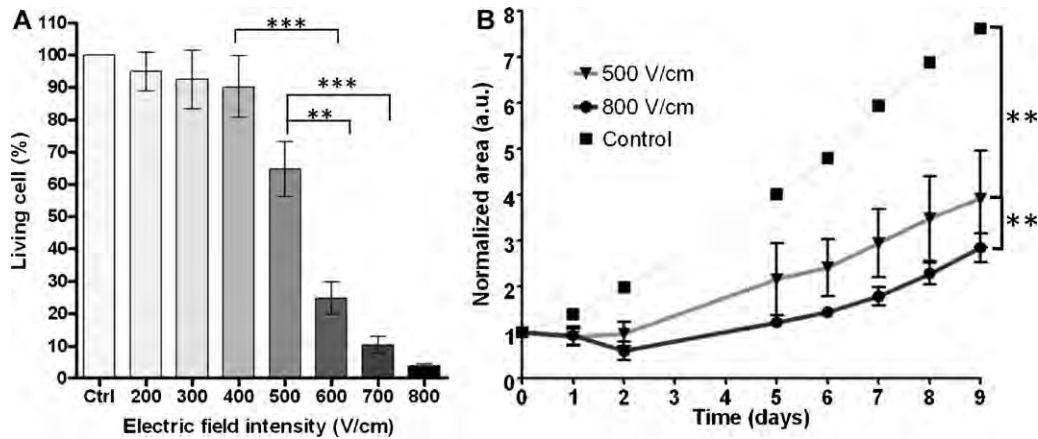 A
110
100
90
80
70
60
50
40
30
20
10
0
Living cell (%)
***
***
**
Ctrl 200 300 400 500 600 700 800
Electric field intensity (V/cm)
B
8
7
6
5
4
3
2
1
0
Normalized area (a.u.)
500 V/cm
800 V/cm
Control
**
**
0 1 2 3 4 5 6 7 8 9
Time (days)